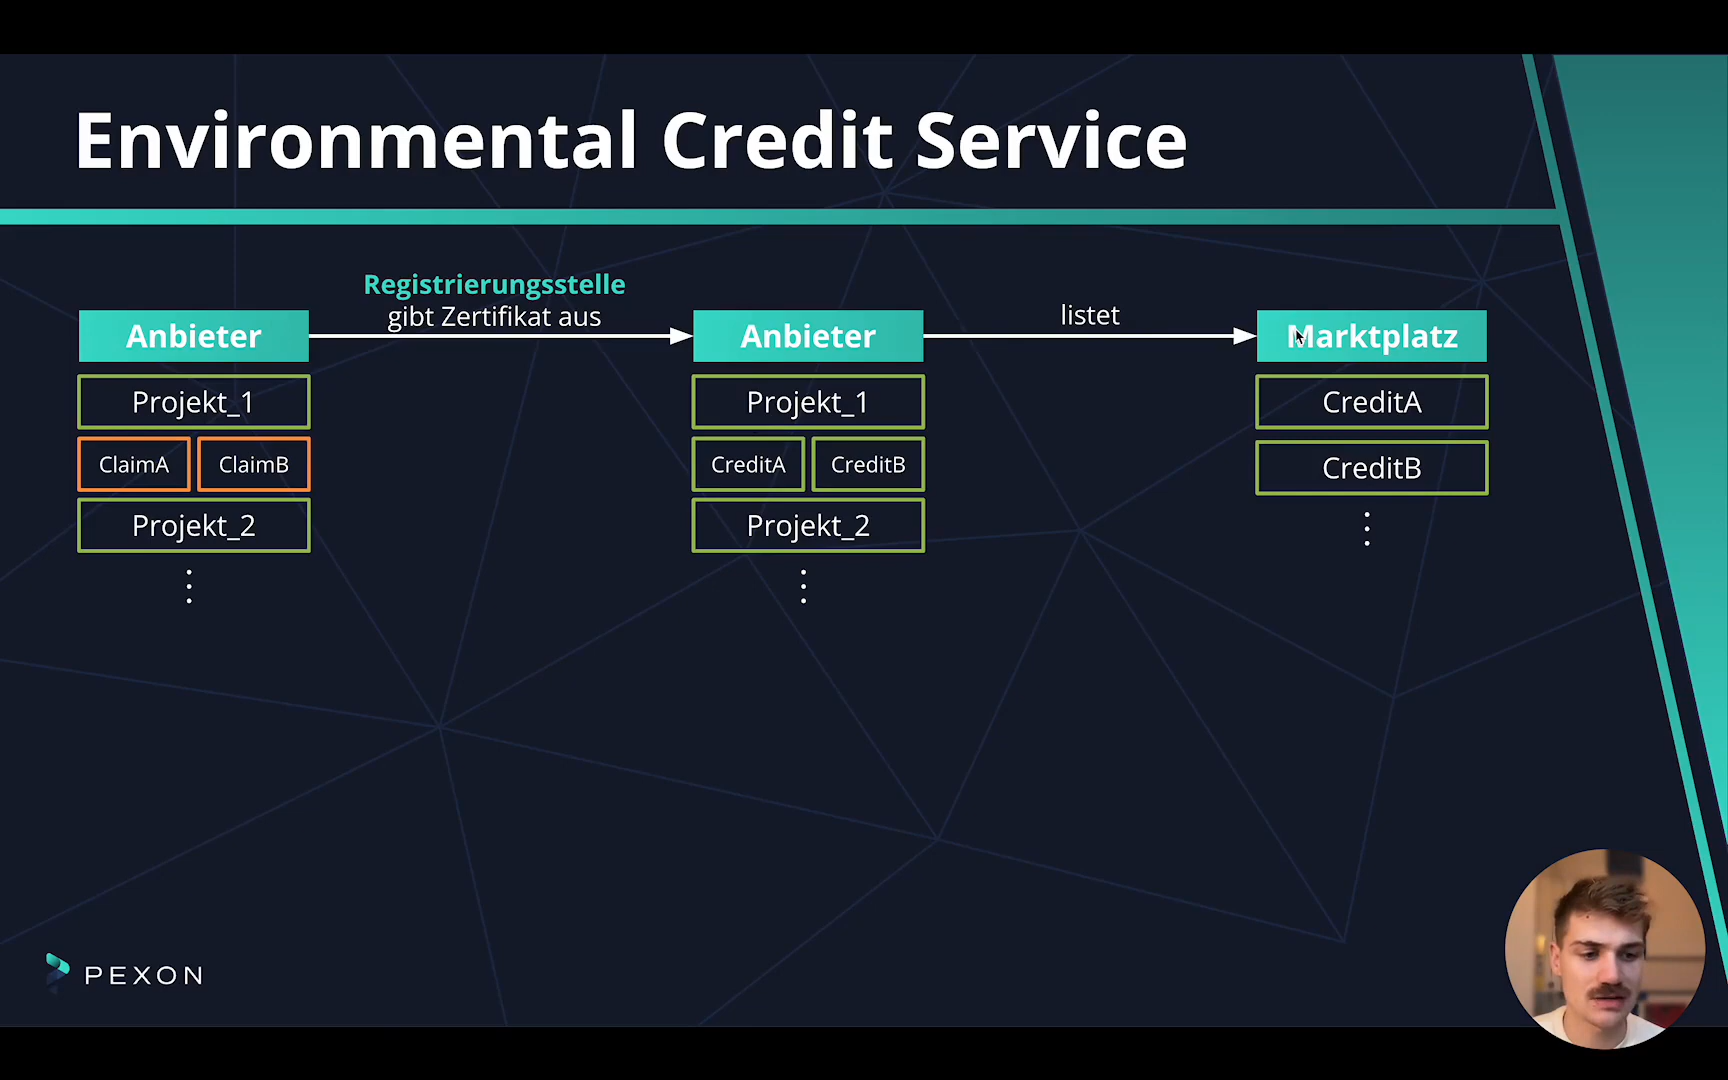 Environmental Credit Service
Registrierungsstelle
gibt Zertifikat aus
listet
Anbieter
Anbieter
Marktplatz
Projekt_1
Projekt_1
CreditA
ClaimA
ClaimB
CreditA
CreditB
CreditB
Projekt_2
Projekt_2
PEXON